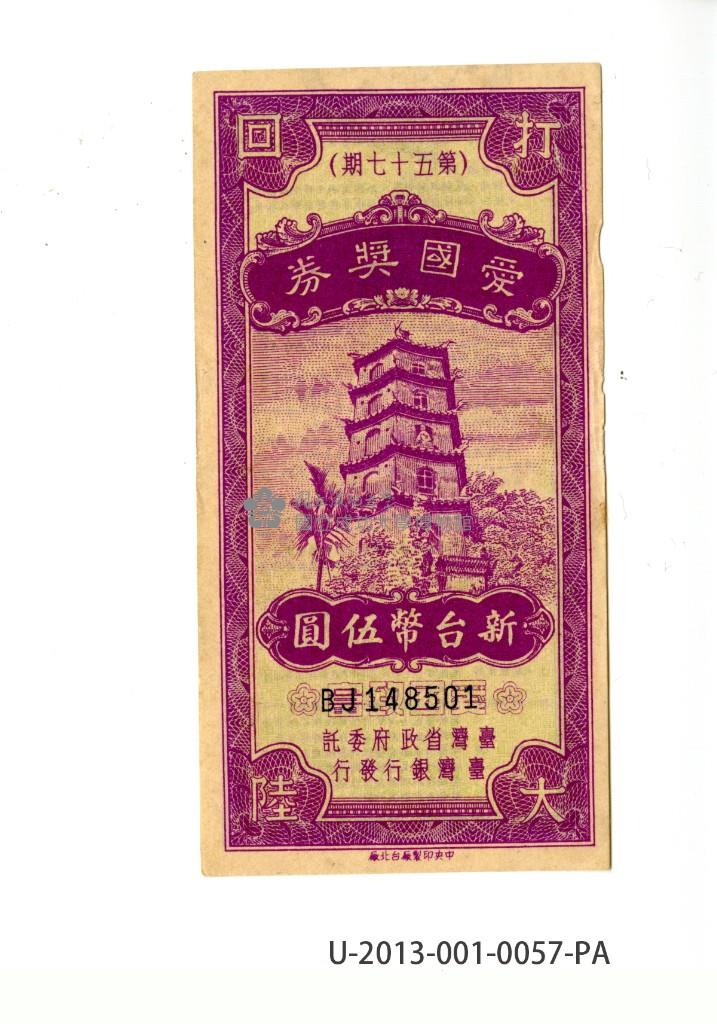 打回
(第五十七期)
愛國獎券
新台幣伍圓
BJ148501
臺灣省政府委託
臺灣銀行發行
大陸
中央印製廠台北廠
U-2013-001-0057-PA